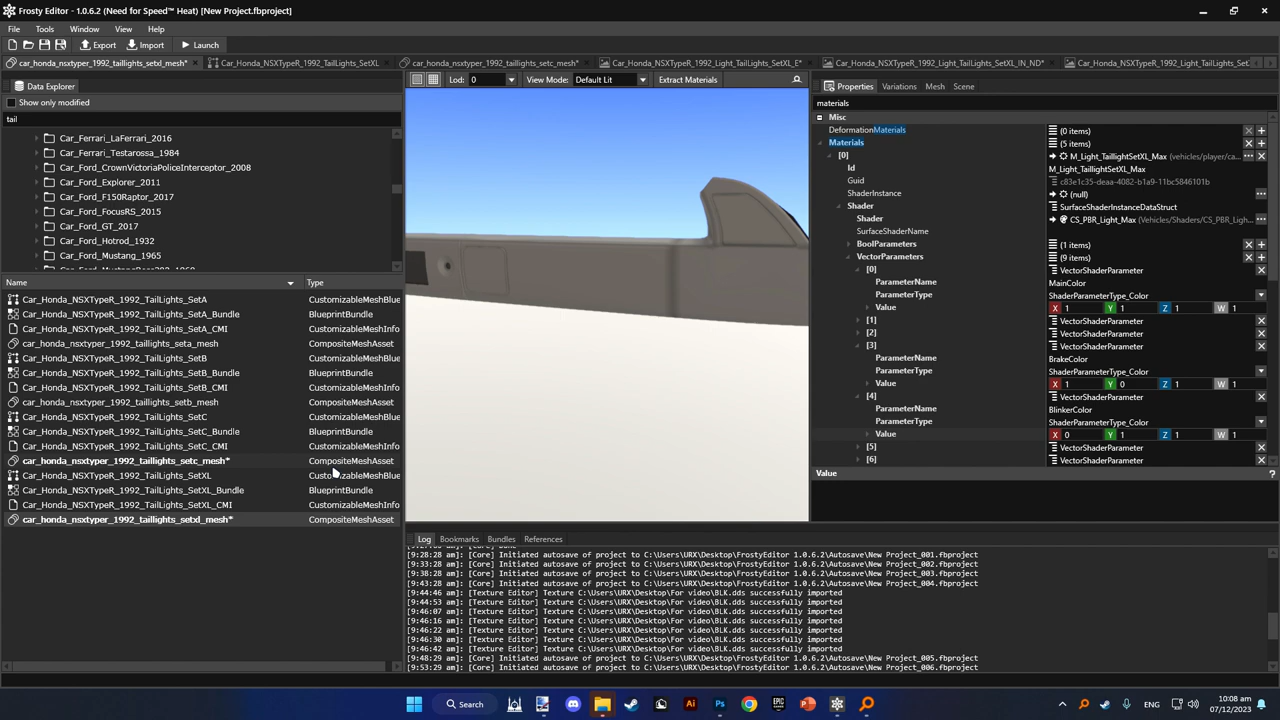 Frosty Editor - 1.0.6.2 (Need for Speed™ Heat) [New Project.fbproject]
File Tools Window View Help
Export Import Launch
car_honda_nsxtyper_1992_taillights_setxl_mesh* Car_Honda_NSXTypeR_1992_TailLights_SetXL car_honda_nsxtyper_1992_taillights_setc_mesh* Car_Honda_NSXTypeR_1992_Light_TaillightSetXL_E* Car_Honda_NSXTypeR_1992_Light_TaillightSetXL_IN_ND* Car_Honda_NSXTypeR_1992_Light_TaillightSet
Data Explorer
Lod: 0 View Mode: Default Lit Extract Materials
Properties Variations Mesh Scene
Show only modified
materials
tail
Misc
DeformationMaterials (0 items)
Materials (5 items)
[0] M_Light_TaillightSetXL_Max (vehicles/player/ca...
Id M_Light_TaillightSetXL_Max
Guid c83e1c35-deaa-4082-b1a9-11bc5846101b
ShaderInstance (null)
Shader SurfaceShaderInstanceDataStruct
Shader CS_PBR_Light_Max (Vehicles/Shaders/CS_PBR_Ligh...
SurfaceShaderName
BoolParameters (1 items)
VectorParameters (9 items)
[0] VectorShaderParameter
ParameterName MainColor
ParameterType ShaderParameterType_Color
Value X 1 Y 1 Z 1 W 1
[1] VectorShaderParameter
[2] VectorShaderParameter
[3] VectorShaderParameter
ParameterName BrakeColor
ParameterType ShaderParameterType_Color
Value X 1 Y 0 Z 1 W 1
[4] VectorShaderParameter
ParameterName BlinkerColor
ParameterType ShaderParameterType_Color
Value X 0 Y 1 Z 1 W 1
[5] VectorShaderParameter
[6] VectorShaderParameter
Value
Car_Ferrari_LaFerrari_2016
Car_Ferrari_Testarossa_1984
Car_Ford_CrownVictoriaPoliceInterceptor_2008
Car_Ford_Explorer_2011
Car_Ford_F150Raptor_2017
Car_Ford_FocusRS_2015
Car_Ford_GT_2017
Car_Ford_Hotrod_1932
Car_Ford_Mustang_1965
Name Type
Car_Honda_NSXTypeR_1992_TailLights_SetA CustomizableMeshBlue
Car_Honda_NSXTypeR_1992_TailLights_SetA_Bundle BlueprintBundle
Car_Honda_NSXTypeR_1992_TailLights_SetA_CMI CustomizableMeshInfo
car_honda_nsxtyper_1992_taillights_seta_mesh CompositeMeshAsset
Car_Honda_NSXTypeR_1992_TailLights_SetB CustomizableMeshBlue
Car_Honda_NSXTypeR_1992_TailLights_SetB_Bundle BlueprintBundle
Car_Honda_NSXTypeR_1992_TailLights_SetB_CMI CustomizableMeshInfo
car_honda_nsxtyper_1992_taillights_setb_mesh CompositeMeshAsset
Car_Honda_NSXTypeR_1992_TailLights_SetC CustomizableMeshBlue
Car_Honda_NSXTypeR_1992_TailLights_SetC_Bundle BlueprintBundle
Car_Honda_NSXTypeR_1992_TailLights_SetC_CMI CustomizableMeshInfo
car_honda_nsxtyper_1992_taillights_setc_mesh* CompositeMeshAsset
Car_Honda_NSXTypeR_1992_TailLights_SetXL CustomizableMeshBlue
Car_Honda_NSXTypeR_1992_TailLights_SetXL_Bundle BlueprintBundle
Car_Honda_NSXTypeR_1992_TailLights_SetXL_CMI CustomizableMeshInfo
car_honda_nsxtyper_1992_taillights_setxl_mesh* CompositeMeshAsset
Log Bookmarks Bundles References
[9:28:28 am]: [Core] Initiated autosave of project to C:\Users\URX\Desktop\FrostyEditor 1.0.6.2\Autosave\New Project_001.fbproject
[9:33:28 am]: [Core] Initiated autosave of project to C:\Users\URX\Desktop\FrostyEditor 1.0.6.2\Autosave\New Project_002.fbproject
[9:38:28 am]: [Core] Initiated autosave of project to C:\Users\URX\Desktop\FrostyEditor 1.0.6.2\Autosave\New Project_003.fbproject
[9:43:28 am]: [Core] Initiated autosave of project to C:\Users\URX\Desktop\FrostyEditor 1.0.6.2\Autosave\New Project_004.fbproject
[9:44:46 am]: [Texture Editor] Texture C:\Users\URX\Desktop\For video\BLK.dds successfully imported
[9:44:53 am]: [Texture Editor] Texture C:\Users\URX\Desktop\For video\BLK.dds successfully imported
[9:46:07 am]: [Texture Editor] Texture C:\Users\URX\Desktop\For video\BLK.dds successfully imported
[9:46:16 am]: [Texture Editor] Texture C:\Users\URX\Desktop\For video\BLK.dds successfully imported
[9:46:22 am]: [Texture Editor] Texture C:\Users\URX\Desktop\For video\BLK.dds successfully imported
[9:46:30 am]: [Texture Editor] Texture C:\Users\URX\Desktop\For video\BLK.dds successfully imported
[9:46:42 am]: [Texture Editor] Texture C:\Users\URX\Desktop\For video\BLK.dds successfully imported
[9:48:29 am]: [Core] Initiated autosave of project to C:\Users\URX\Desktop\FrostyEditor 1.0.6.2\Autosave\New Project_005.fbproject
[9:53:29 am]: [Core] Initiated autosave of project to C:\Users\URX\Desktop\FrostyEditor 1.0.6.2\Autosave\New Project_006.fbproject
Search
ENG
10:08 am
07/12/2023